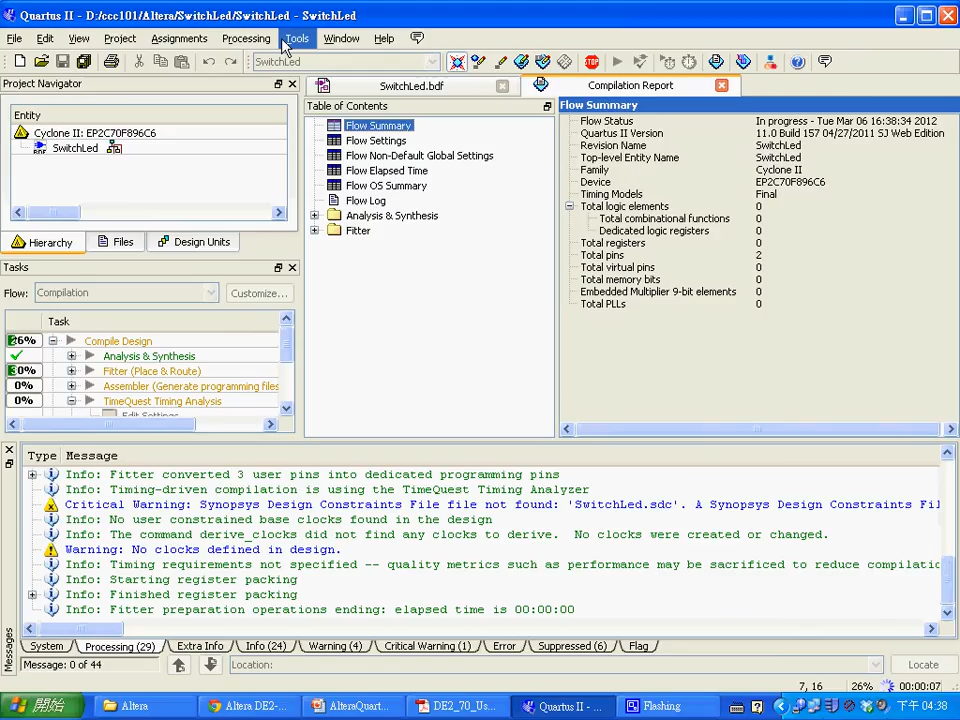 Quartus II - D:/ccc101/Altera/SwitchLed/SwitchLed - SwitchLed
File Edit View Project Assignments Processing Tools Window Help
SwitchLed
STOP
Project Navigator
Entity
Cyclone II: EP2C70F896C6
SwitchLed
Hierarchy Files Design Units
Tasks
Flow: Compilation Customize...
Task
26% Compile Design
Analysis & Synthesis
30% Fitter (Place & Route)
0% Assembler (Generate programming files
0% TimeQuest Timing Analysis
Edit Settings
SwitchLed.bdf
Compilation Report
Table of Contents
Flow Summary
Flow Settings
Flow Non-Default Global Settings
Flow Elapsed Time
Flow OS Summary
Flow Log
Analysis & Synthesis
Fitter
Flow Summary
Flow Status In progress - Tue Mar 06 16:38:34 2012
Quartus II Version 11.0 Build 157 04/27/2011 SJ Web Edition
Revision Name SwitchLed
Top-level Entity Name SwitchLed
Family Cyclone II
Device EP2C70F896C6
Timing Models Final
Total logic elements 0
Total combinational functions 0
Dedicated logic registers 0
Total registers 0
Total pins 2
Total virtual pins 0
Total memory bits 0
Embedded Multiplier 9-bit elements 0
Total PLLs 0
Type Message
Info: Fitter converted 3 user pins into dedicated programming pins
Info: Timing-driven compilation is using the TimeQuest Timing Analyzer
Critical Warning: Synopsys Design Constraints File file not found: 'SwitchLed.sdc'. A Synopsys Design Constraints Fil
Info: No user constrained base clocks found in the design
Info: The command derive_clocks did not find any clocks to derive.  No clocks were created or changed.
Warning: No clocks defined in design.
Info: Timing requirements not specified -- quality metrics such as performance may be sacrificed to reduce compilatic
Info: Starting register packing
Info: Finished register packing
Info: Fitter preparation operations ending: elapsed time is 00:00:00
Messages
System Processing (29) Extra Info Info (24) Warning (4) Critical Warning (1) Error Suppressed (6) Flag
Message: 0 of 44 Location: Locate
7, 16 26% 00:00:07
開始 Altera Altera DE2-... AlteraQuart... DE2_70_Us... Quartus II - ... Flashing 下午 04:38